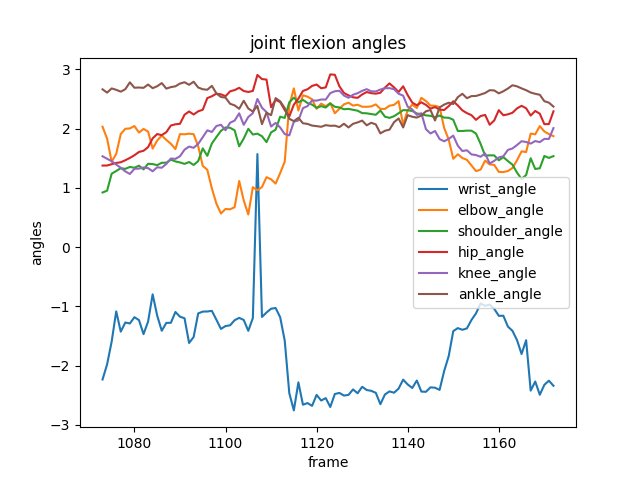 joint flexion angles
angles
3
2
1
0
−1
−2
−3
wrist_angle
elbow_angle
shoulder_angle
hip_angle
knee_angle
ankle_angle
1080 1100 1120 1140 1160
frame